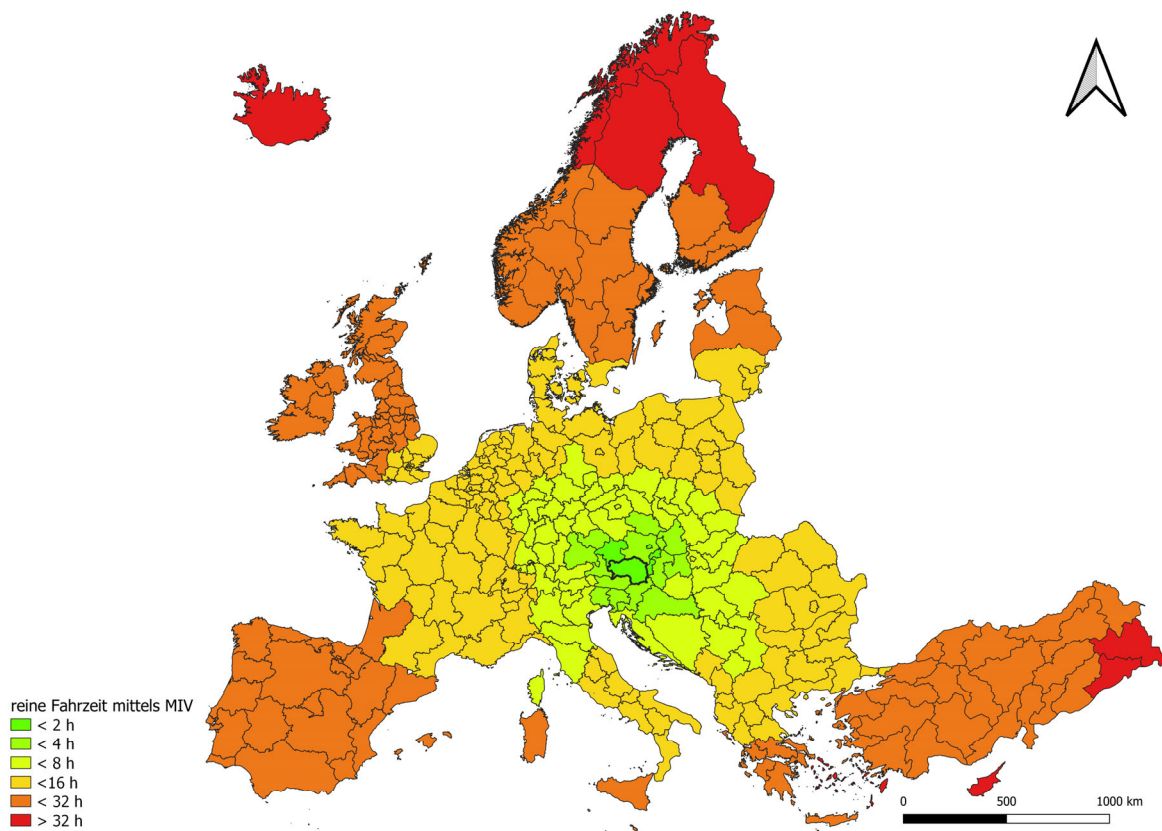 reine Fahrzeit mittels MIV
< 2 h
< 4 h
< 8 h
<16 h
< 32 h
> 32 h
0 500 1000 km